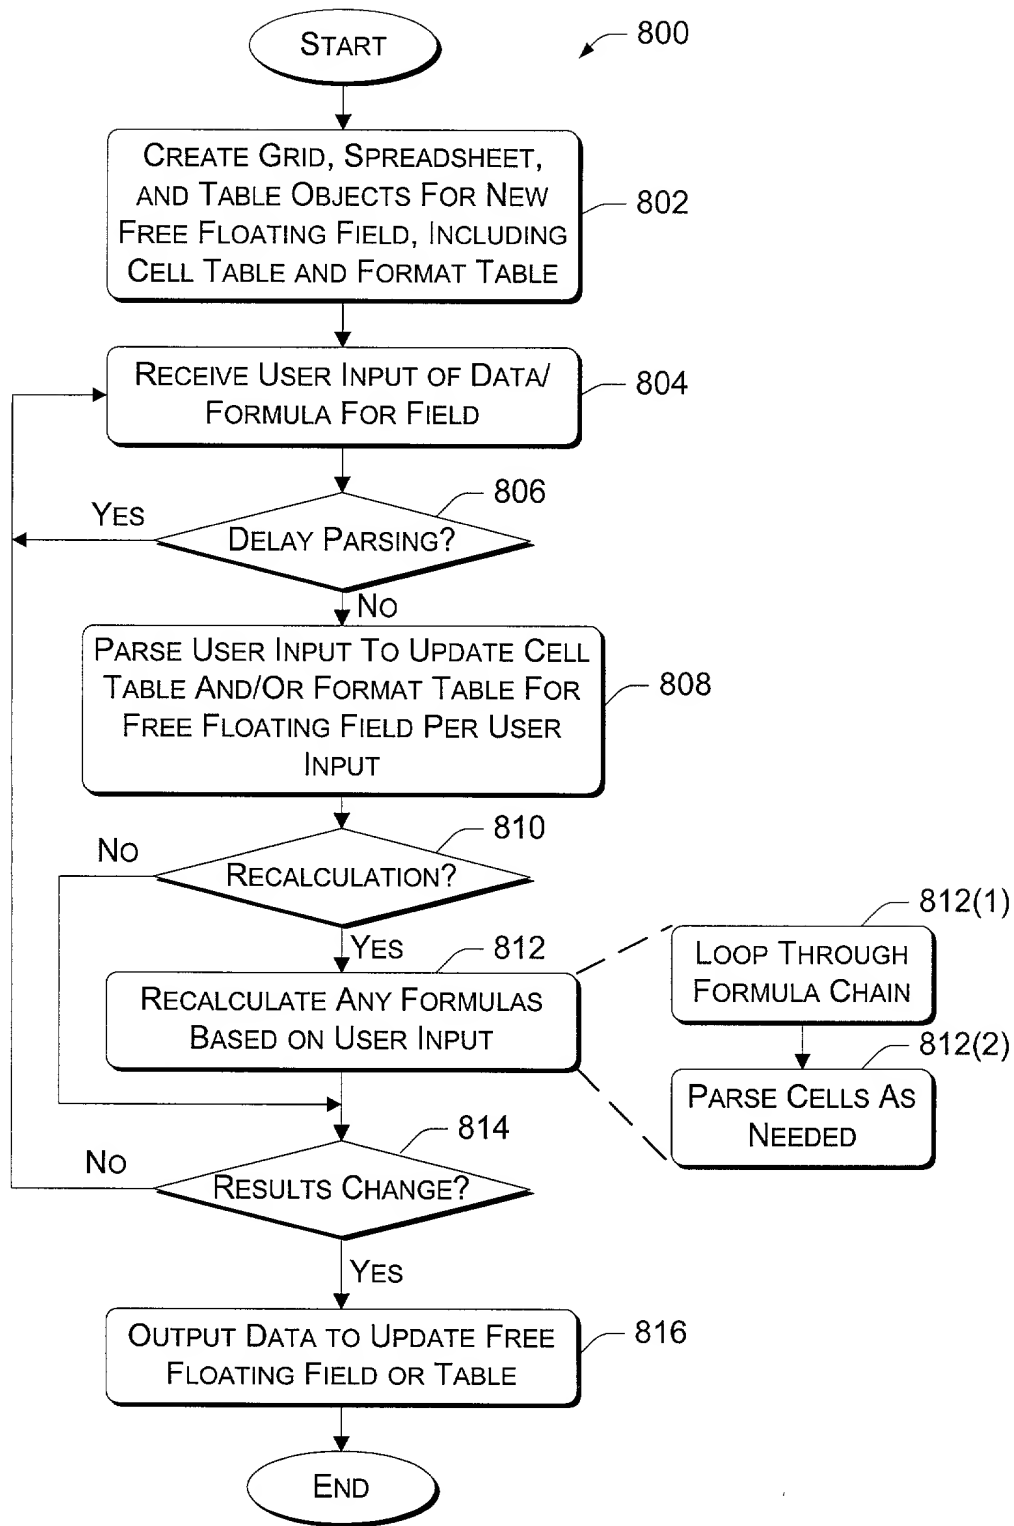 START
800
CREATE GRID, SPREADSHEET,
AND TABLE OBJECTS FOR NEW
FREE FLOATING FIELD, INCLUDING
CELL TABLE AND FORMAT TABLE
802
RECEIVE USER INPUT OF DATA/
FORMULA FOR FIELD
804
806
YES
DELAY PARSING?
NO
PARSE USER INPUT TO UPDATE CELL
TABLE AND/OR FORMAT TABLE FOR
FREE FLOATING FIELD PER USER
INPUT
808
810
NO
RECALCULATION?
YES
812
RECALCULATE ANY FORMULAS
BASED ON USER INPUT
812(1)
LOOP THROUGH
FORMULA CHAIN
812(2)
PARSE CELLS AS
NEEDED
814
NO
RESULTS CHANGE?
YES
OUTPUT DATA TO UPDATE FREE
FLOATING FIELD OR TABLE
816
END